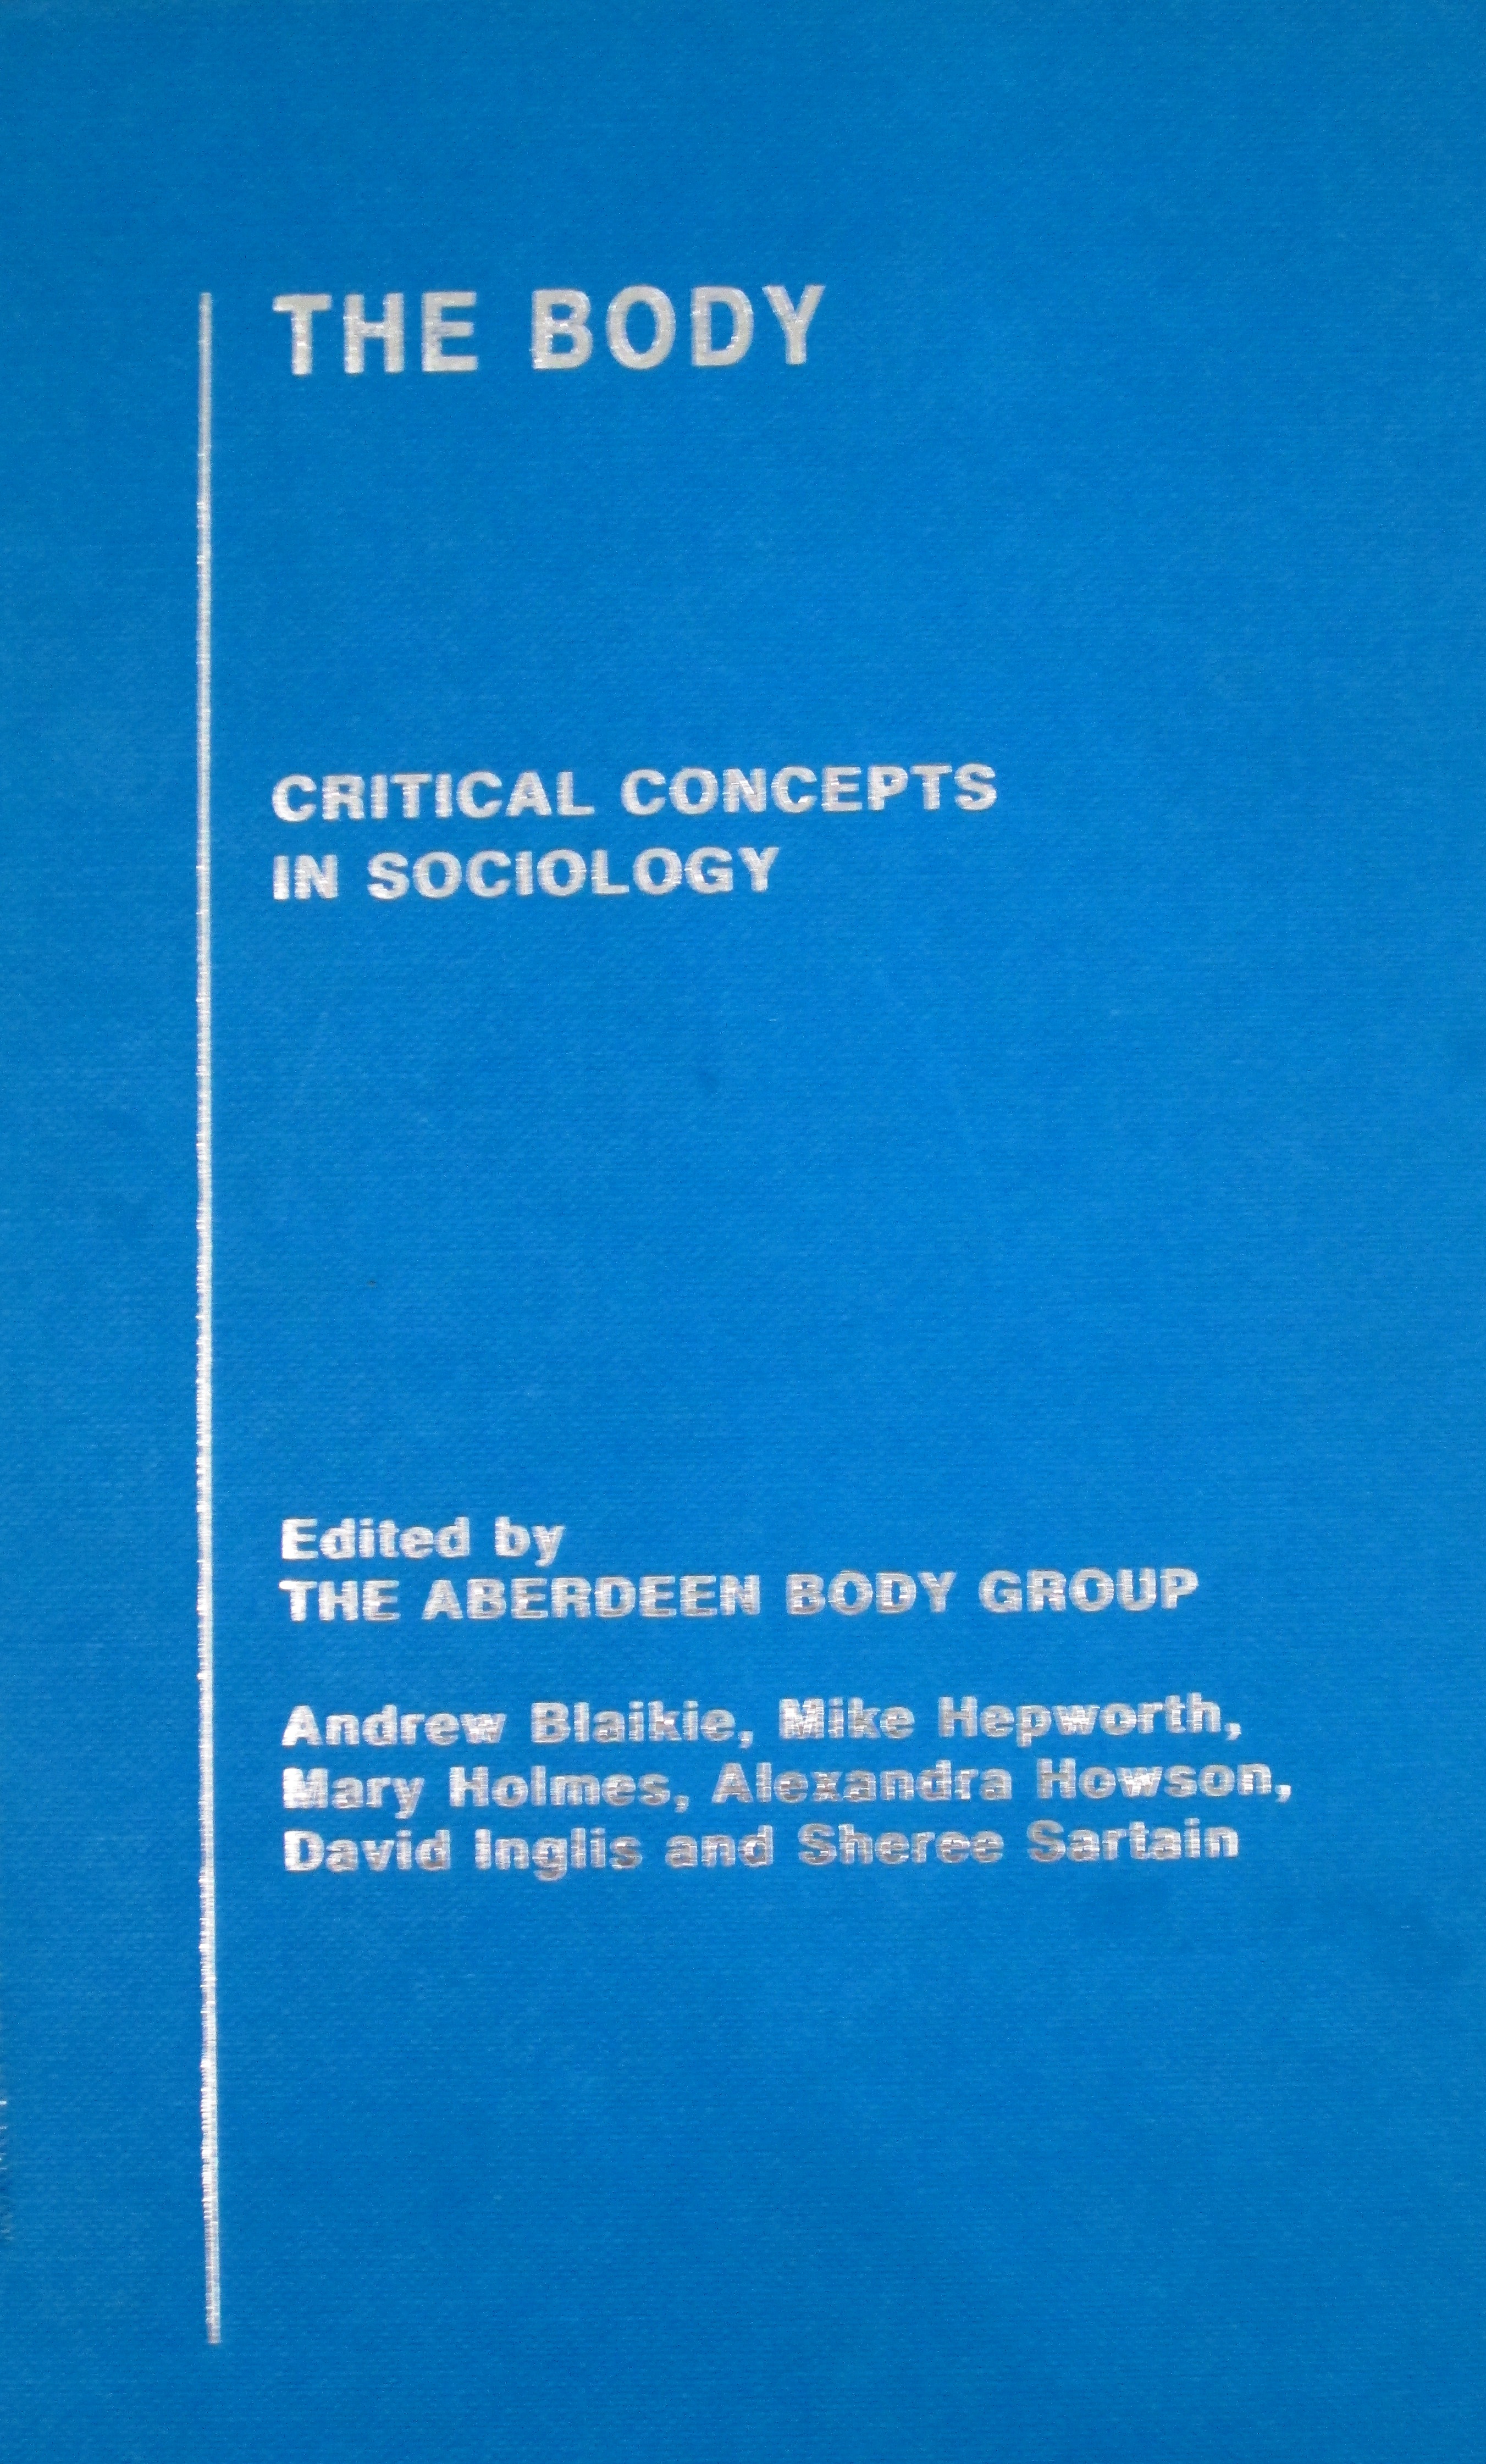 THE BODY
CRITICAL CONCEPTS
IN SOCIOLOGY
Edited by
THE ABERDEEN BODY GROUP
Andrew Blaikie, Mike Hepworth,
Mary Holmes, Alexandra Howson,
David Inglis and Sheree Sartain